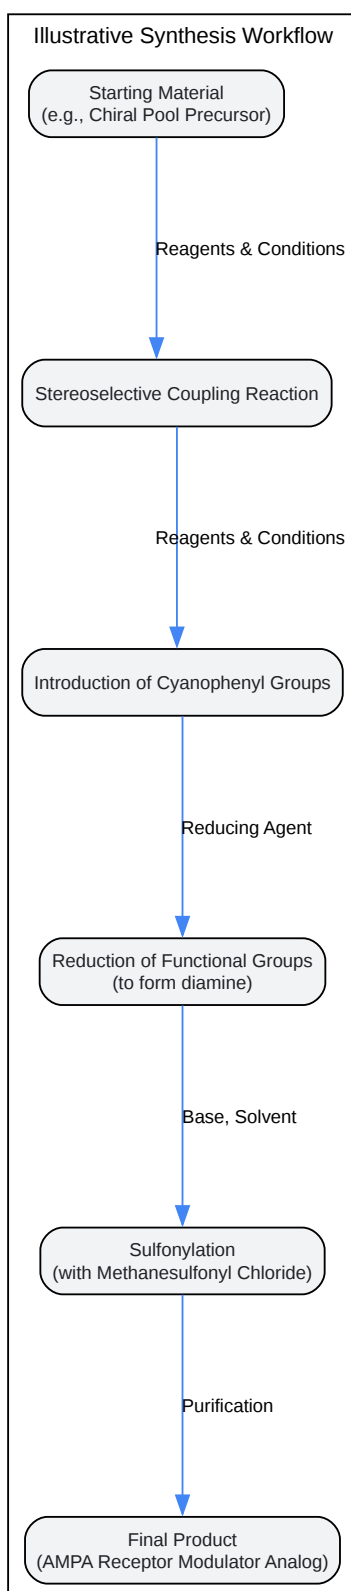 Illustrative Synthesis Workflow
Starting Material
(e.g., Chiral Pool Precursor)
Reagents & Conditions
Stereoselective Coupling Reaction
Reagents & Conditions
Introduction of Cyanophenyl Groups
Reducing Agent
Reduction of Functional Groups
(to form diamine)
Base, Solvent
Sulfonylation
(with Methanesulfonyl Chloride)
Purification
Final Product
(AMPA Receptor Modulator Analog)